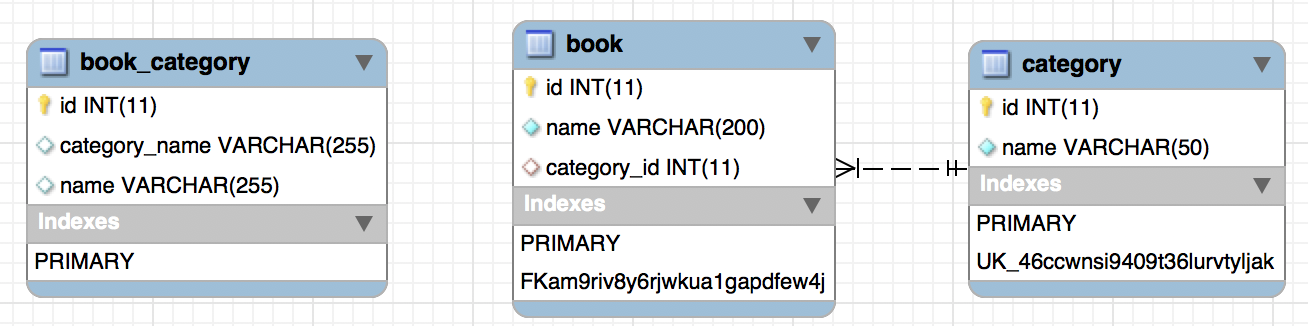 book_category
id INT(11)
category_name VARCHAR(255)
name VARCHAR(255)
Indexes
PRIMARY
book
id INT(11)
name VARCHAR(200)
category_id INT(11)
Indexes
PRIMARY
FKam9riv8y6rjwkua1gapdfew4j
category
id INT(11)
name VARCHAR(50)
Indexes
PRIMARY
UK_46ccwnsi9409t36lurvtyljak